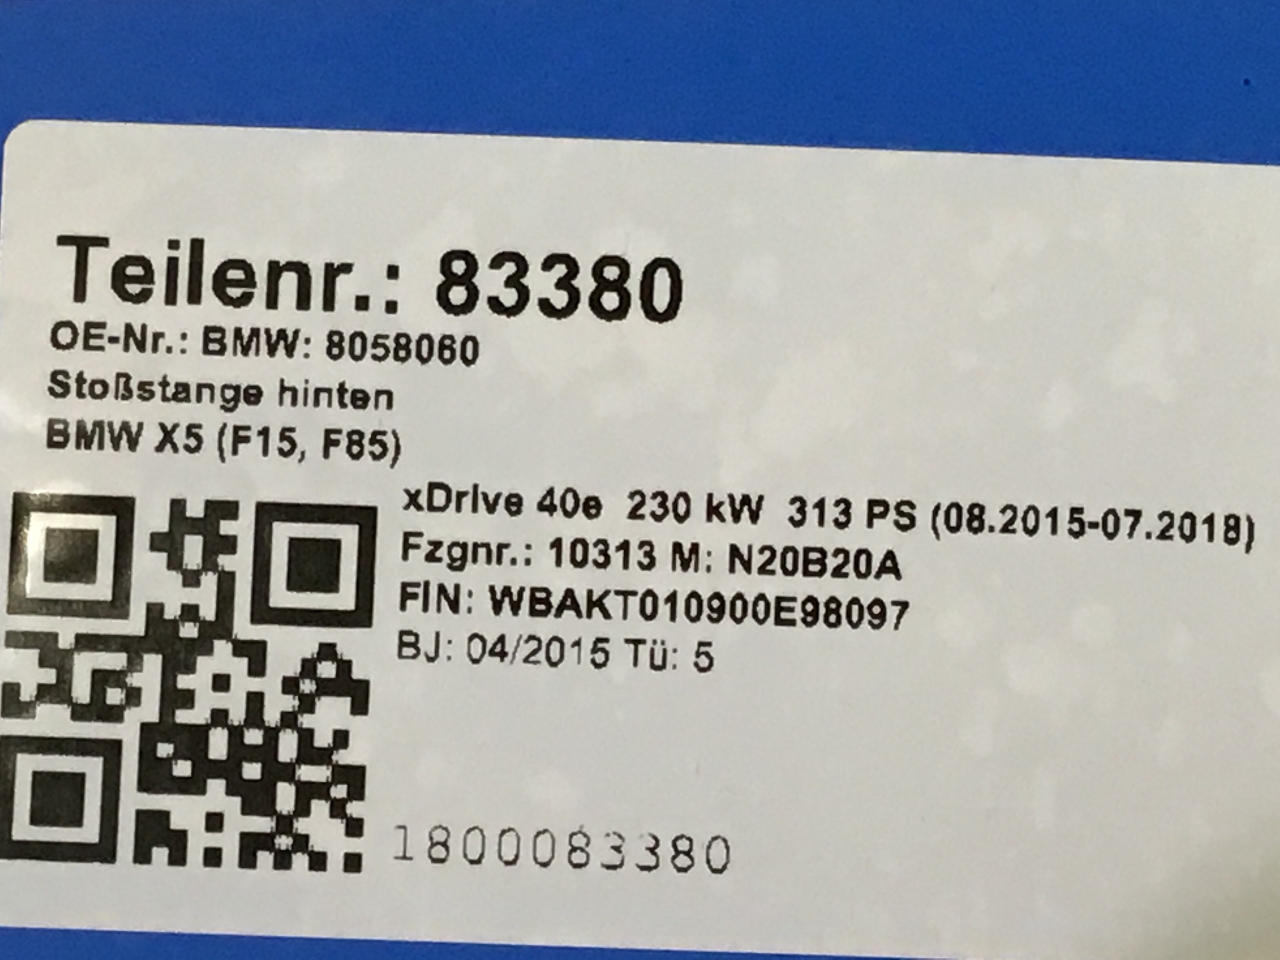 Teilenr.: 83380
OE-Nr.: BMW: 8058060
Stoßstange hinten
BMW X5 (F15, F85)
xDrive 40e 230 kW 313 PS (08.2015-07.2018)
Fzgnr.: 10313 M: N20B20A
FIN: WBAKT010900E98097
BJ: 04/2015 Tü: 5
1800083380